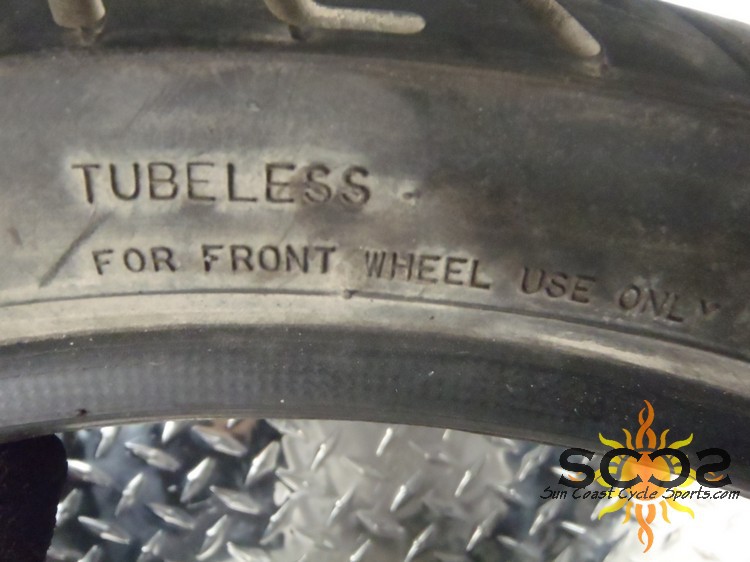 TUBELESS
FOR FRONT WHEEL USE ONLY
SCCS
Sun Coast Cycle Sports.com